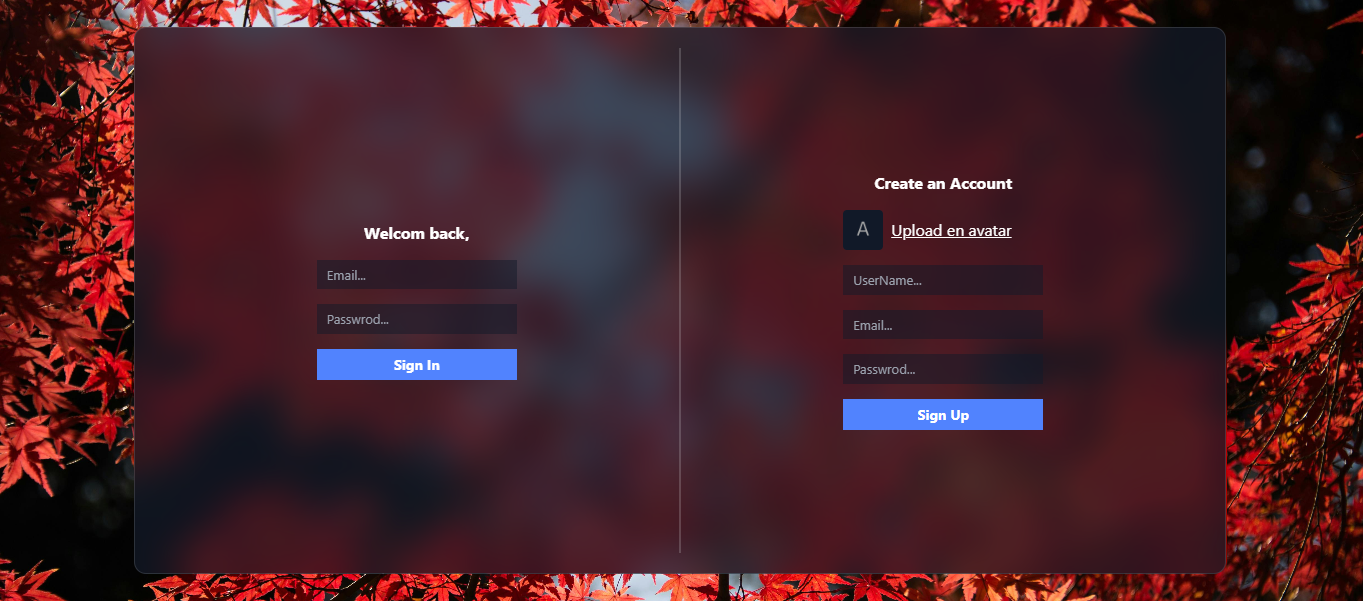 Welcom back,
Email...
Passwrod...
Sign In
Create an Account
A
Upload en avatar
UserName...
Email...
Passwrod...
Sign Up